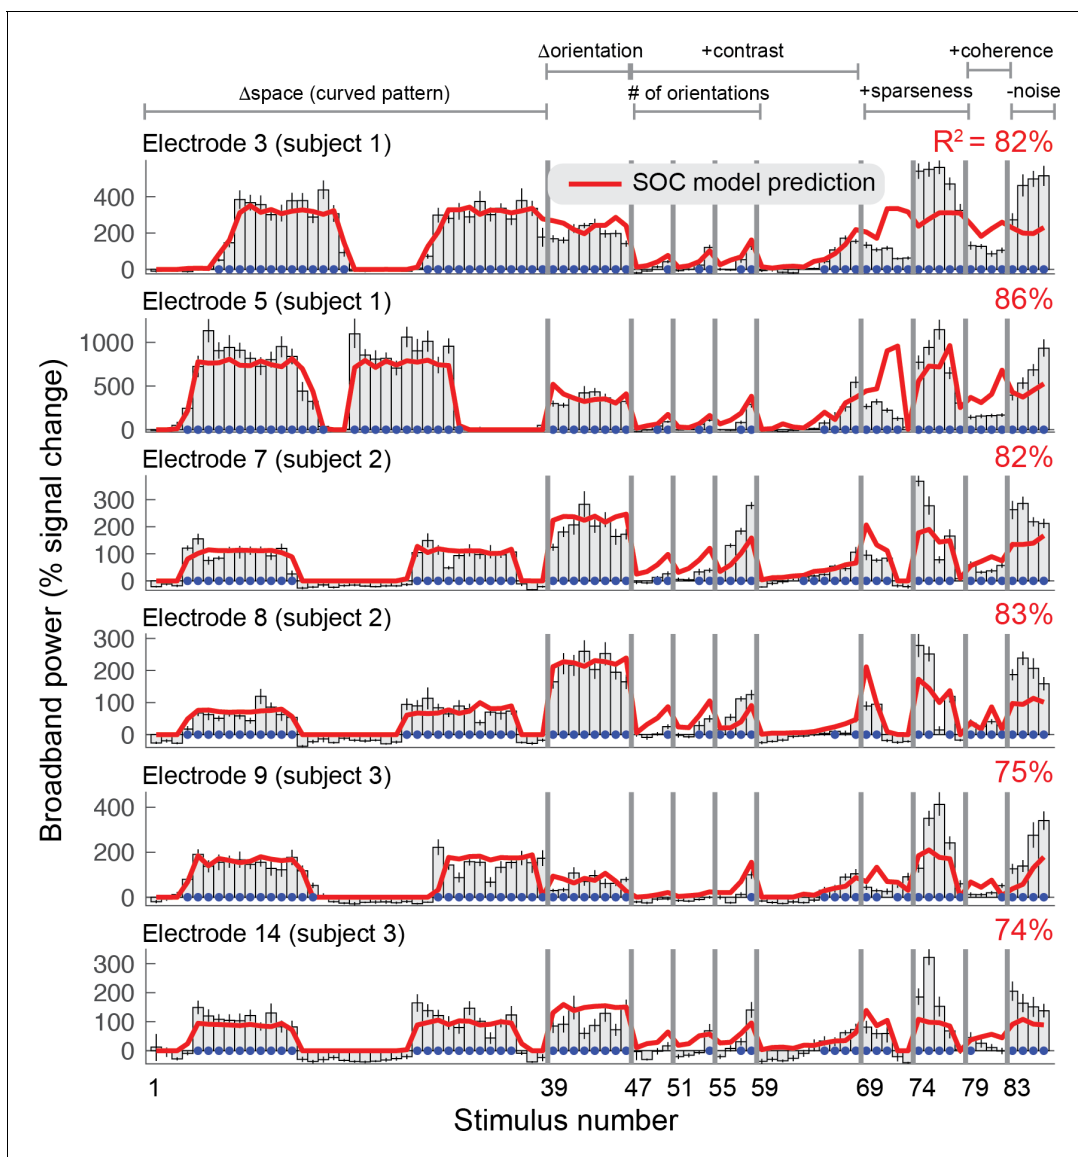 Δorientation +contrast +coherence
Δspace (curved pattern) # of orientations +sparseness -noise
Electrode 3 (subject 1) R² = 82%
SOC model prediction
400
200
0
Electrode 5 (subject 1) 86%
1000
500
0
Electrode 7 (subject 2) 82%
300
200
100
0
Electrode 8 (subject 2) 83%
300
200
100
0
Electrode 9 (subject 3) 75%
400
200
0
Electrode 14 (subject 3) 74%
300
200
100
0
Broadband power (% signal change)
1 39 47 51 55 59 69 74 79 83
Stimulus number